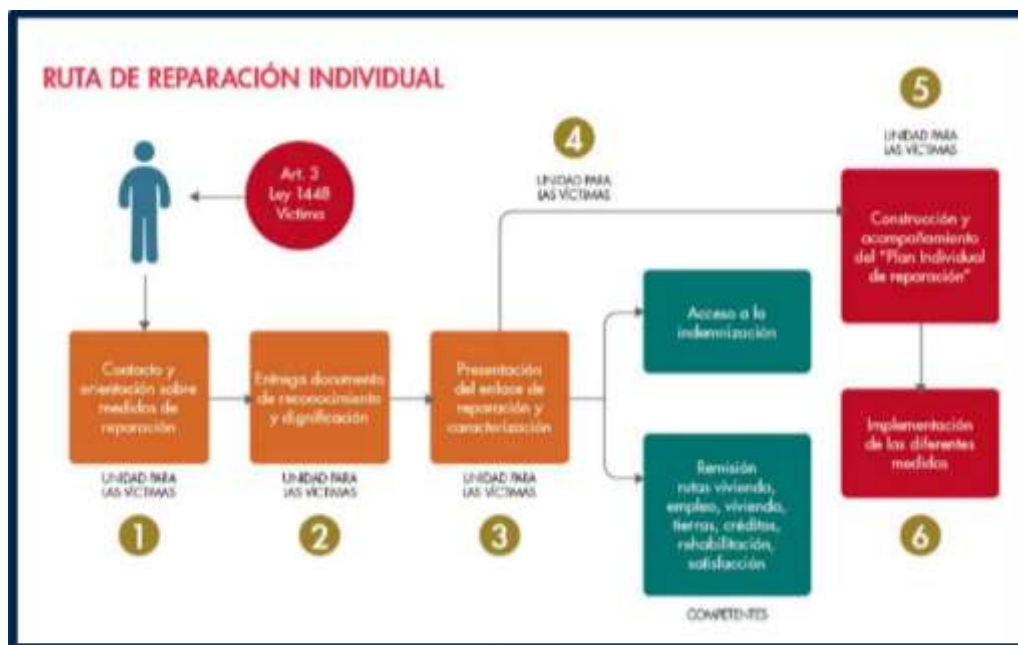 RUTA DE REPARACIÓN INDIVIDUAL
Art. 3
Ley 1448
Víctima
Contacto y
orientación sobre
medidas de
reparación
UNIDAD PARA
LAS VÍCTIMAS
1
Entrega documento
de reconocimiento
y dignificación
UNIDAD PARA
LAS VÍCTIMAS
2
Presentación
del enlace de
reparación y
caracterización
UNIDAD PARA
LAS VÍCTIMAS
3
4
UNIDAD PARA
LAS VÍCTIMAS
Acceso a la
indemnización
Remisión
rutas vivienda,
empleo, vivienda,
tierras, créditos,
rehabilitación,
satisfacción
COMPETENTES
5
UNIDAD PARA
LAS VÍCTIMAS
Construcción y
acompañamiento
del "Plan Individual
de reparación"
Implementación
de las diferentes
medidas
6